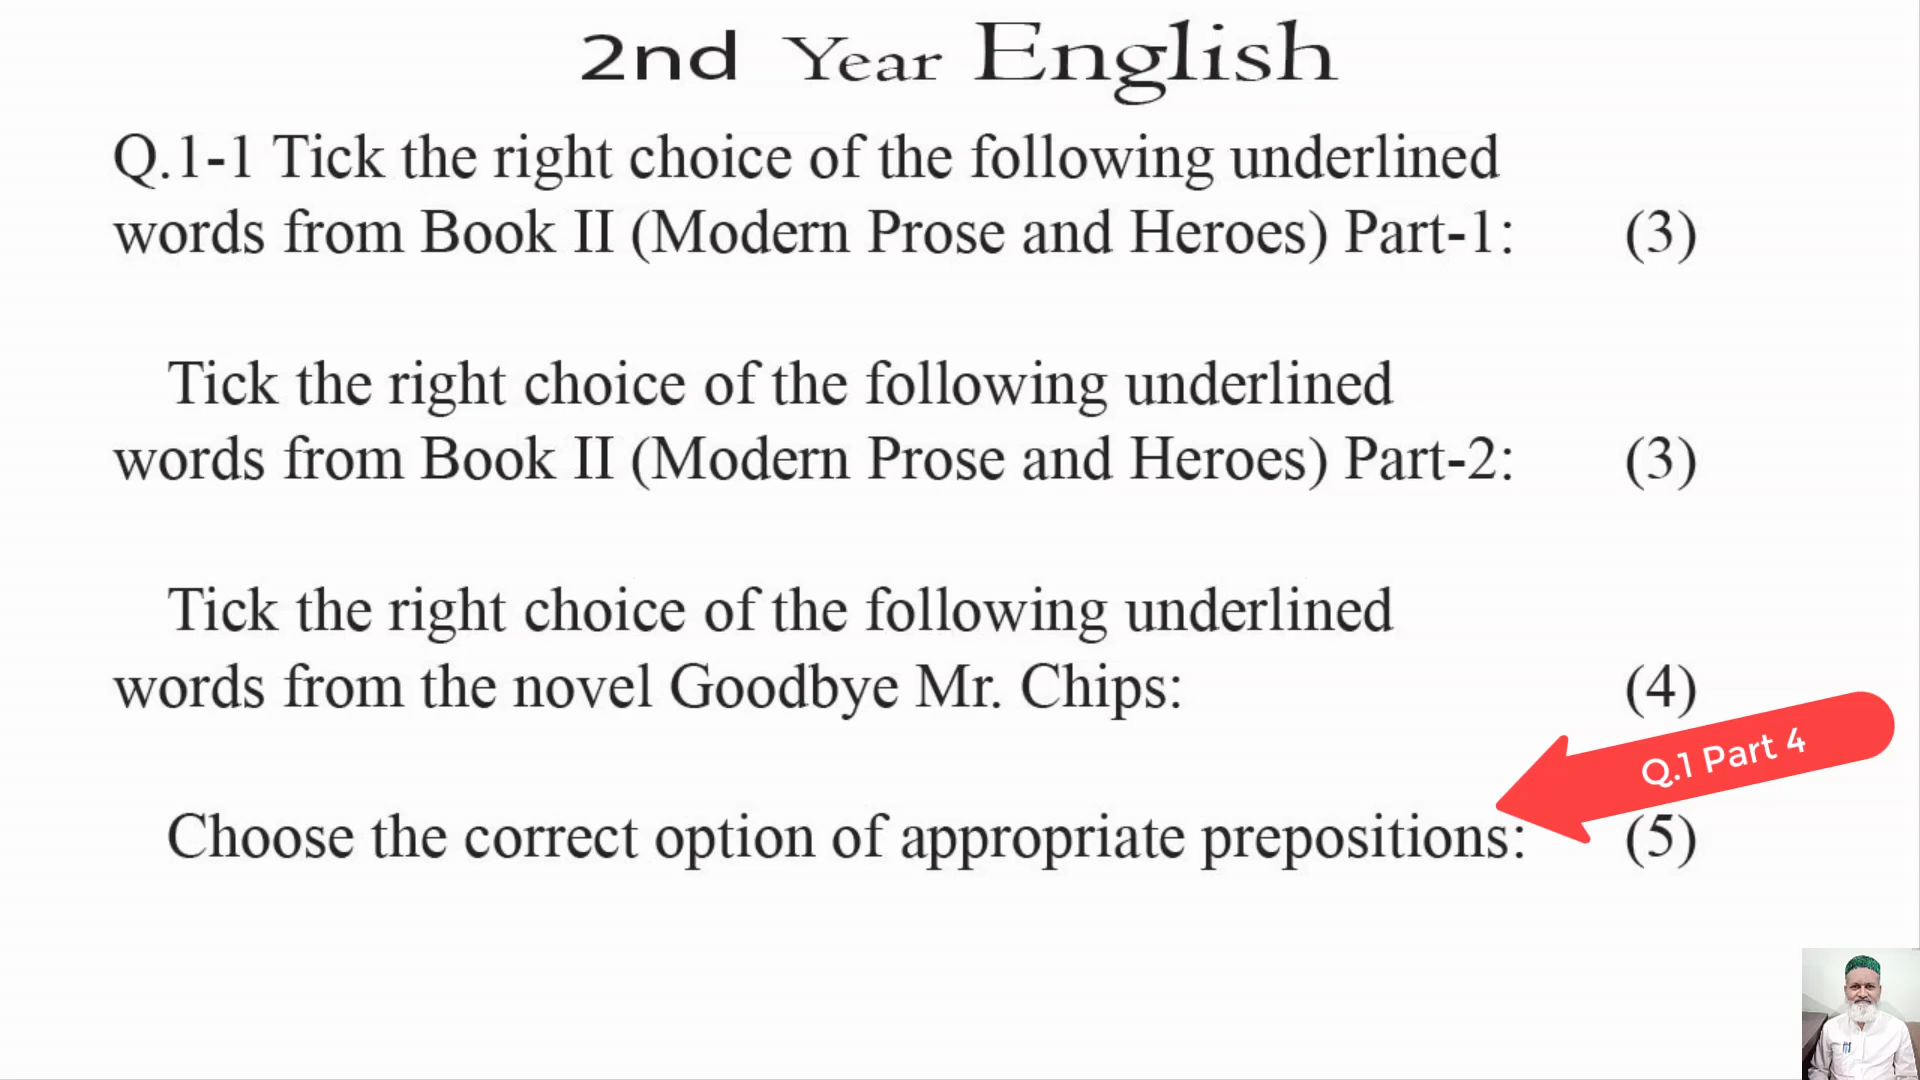 2nd Year English
Q.1-1 Tick the right choice of the following underlined
words from Book II (Modern Prose and Heroes) Part-1: (3)
Tick the right choice of the following underlined
words from Book II (Modern Prose and Heroes) Part-2: (3)
Tick the right choice of the following underlined
words from the novel Goodbye Mr. Chips: (4)
Q.1 Part 4
Choose the correct option of appropriate prepositions: (5)